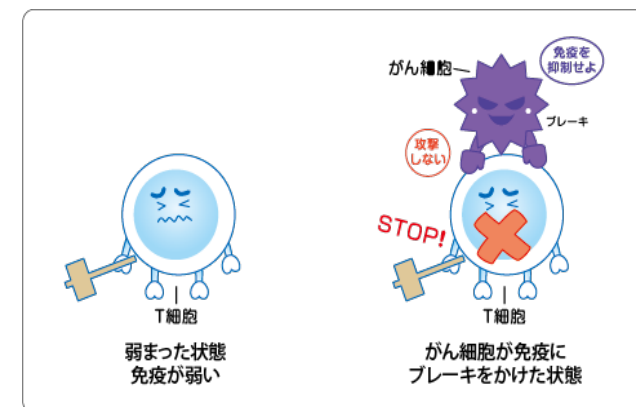 がん細胞
免疫を
抑制せよ
ブレーキ
攻撃
しない
STOP!
T細胞
弱まった状態
免疫が弱い
T細胞
がん細胞が免疫に
ブレーキをかけた状態